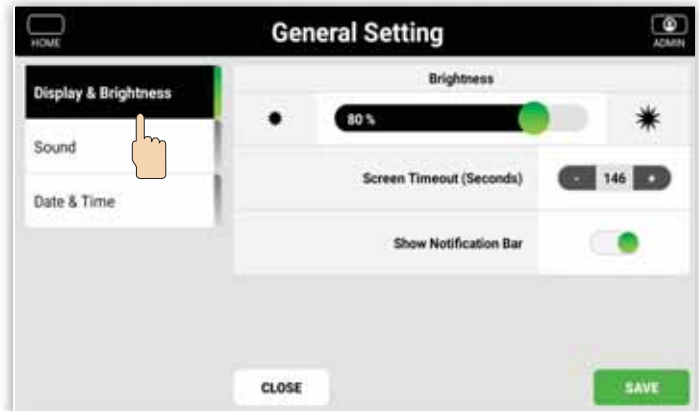 HOME
General Setting
ADMIN
Display & Brightness
Sound
Date & Time
Brightness
80 %
Screen Timeout (Seconds)
- 146 +
Show Notification Bar
CLOSE
SAVE